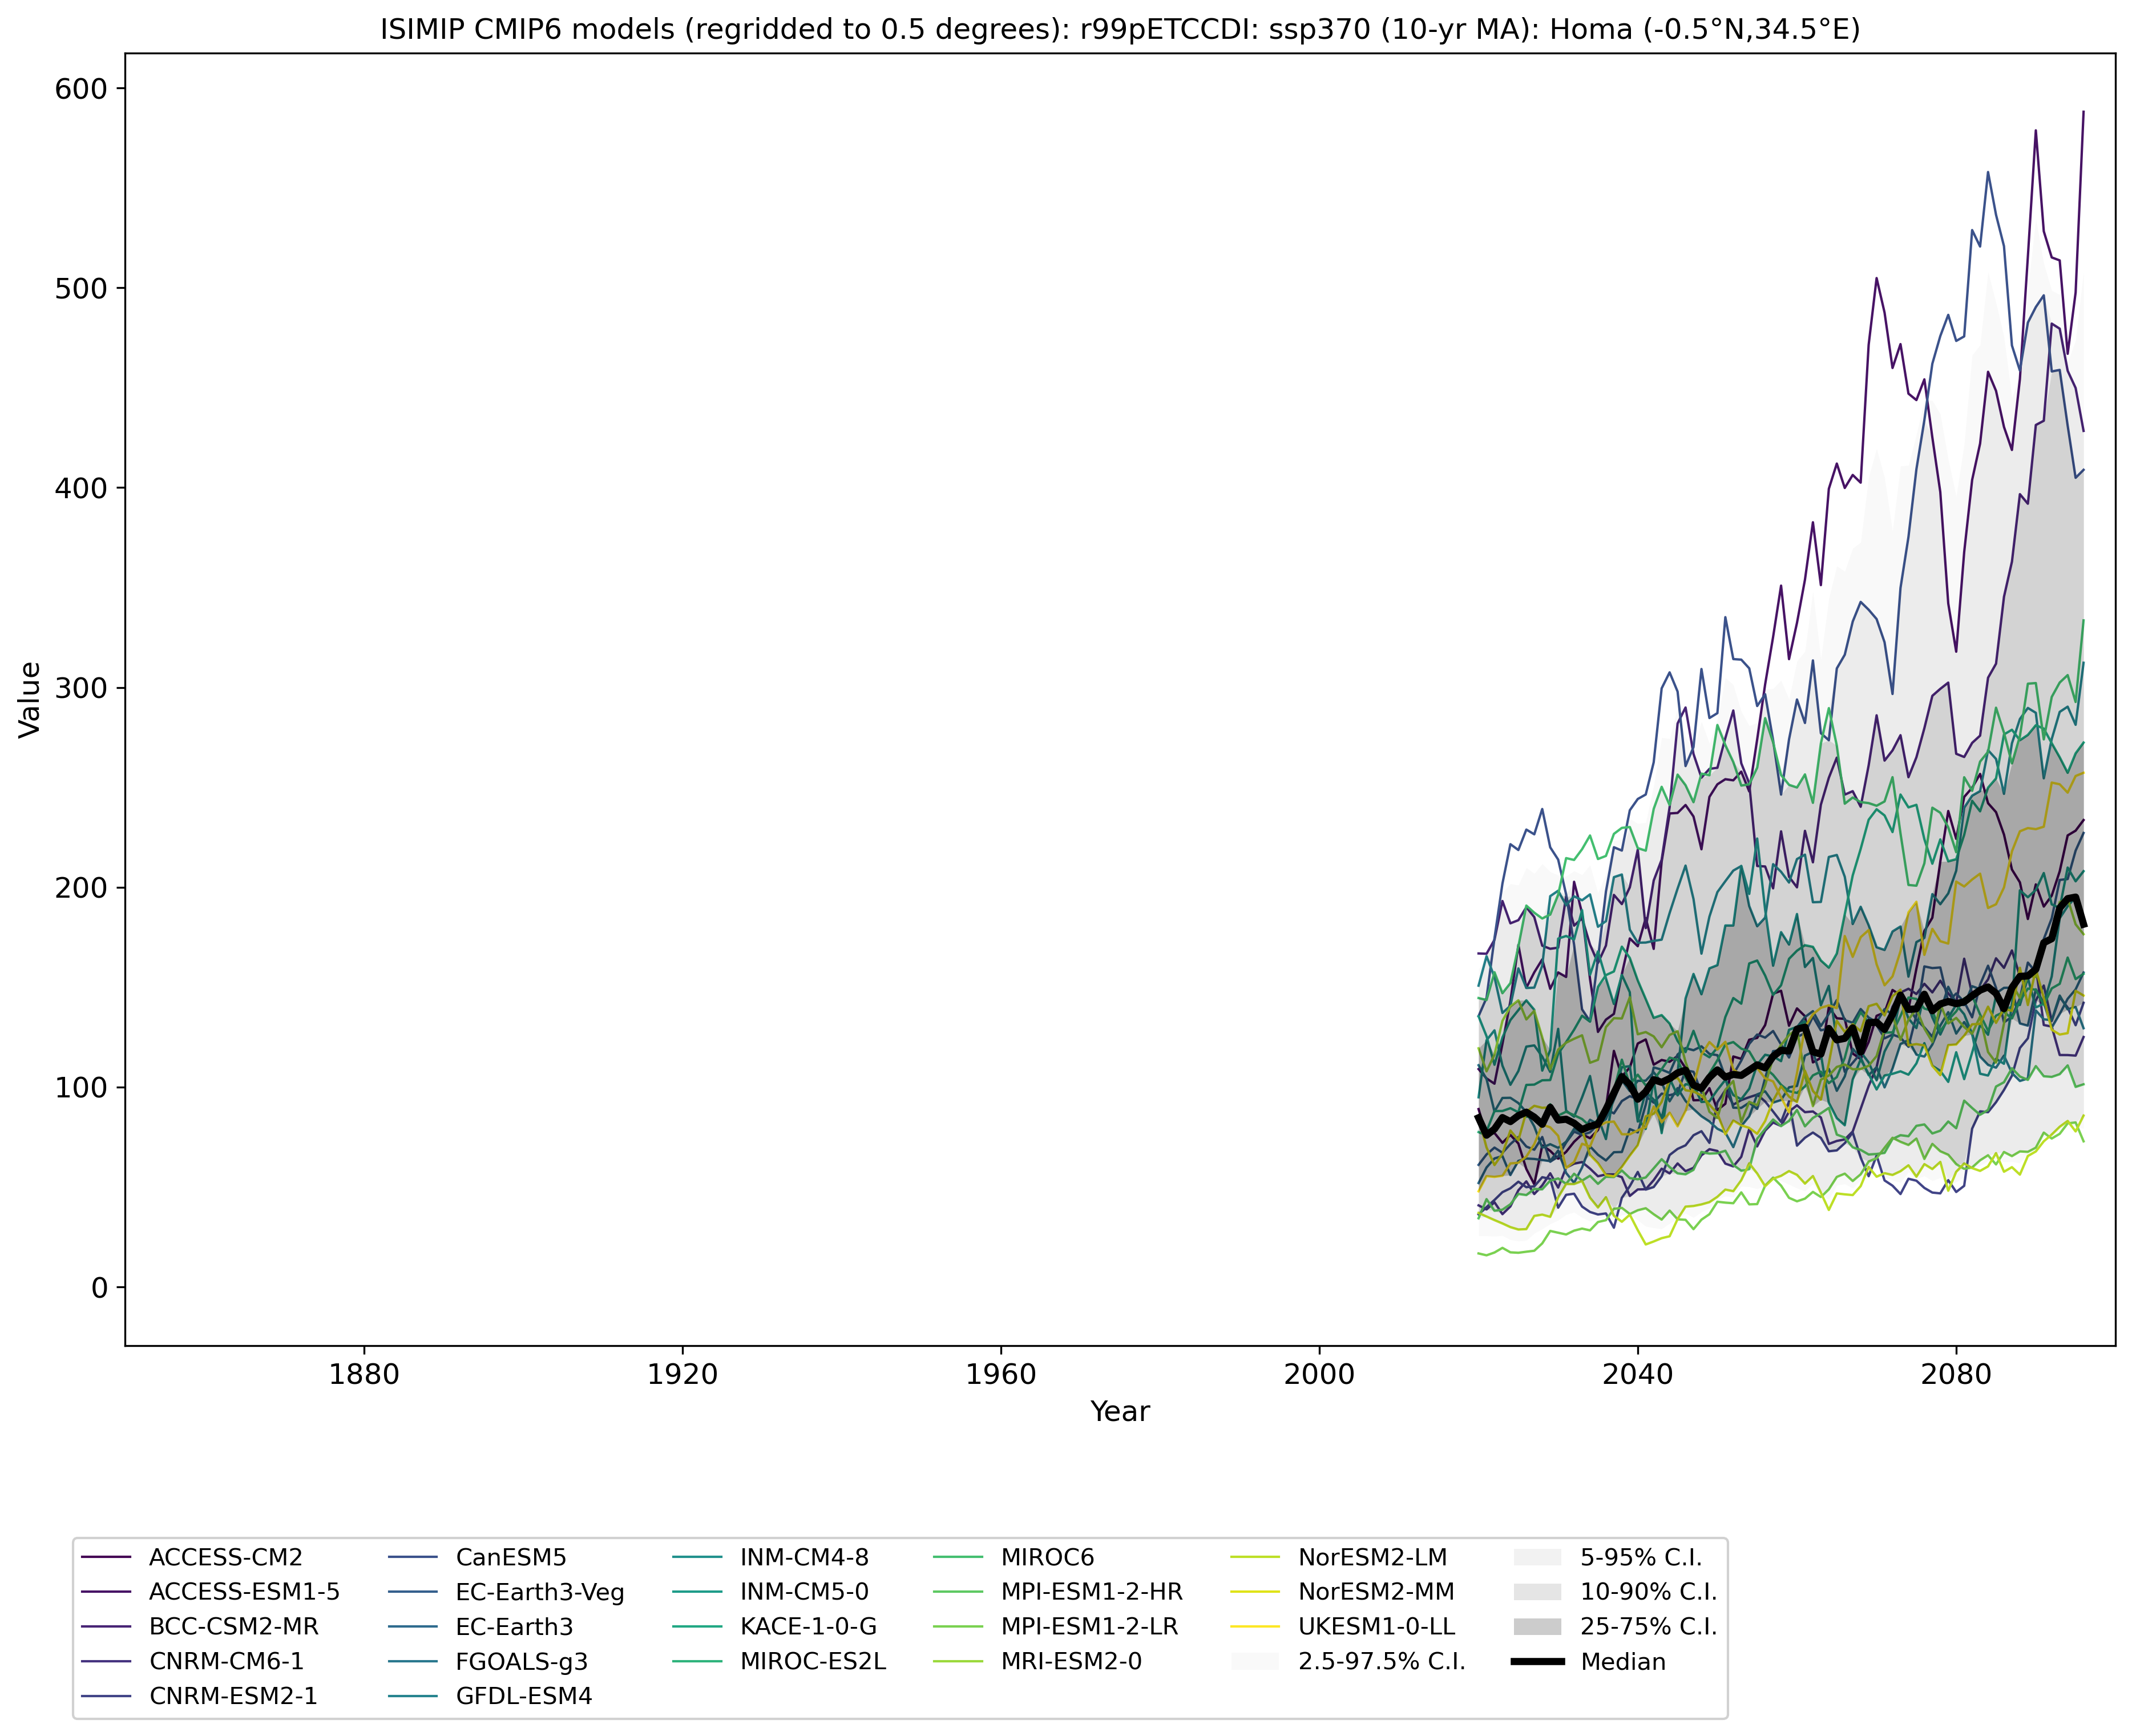 ISIMIP CMIP6 models (regridded to 0.5 degrees): r99pETCCDI: ssp370 (10-yr MA): Homa (-0.5°N,34.5°E)
600
500
400
300
200
100
0
Value
1880 1920 1960 2000 2040 2080
Year
ACCESS-CM2
ACCESS-ESM1-5
BCC-CSM2-MR
CNRM-CM6-1
CNRM-ESM2-1
CanESM5
EC-Earth3-Veg
EC-Earth3
FGOALS-g3
GFDL-ESM4
INM-CM4-8
INM-CM5-0
KACE-1-0-G
MIROC-ES2L
MIROC6
MPI-ESM1-2-HR
MPI-ESM1-2-LR
MRI-ESM2-0
NorESM2-LM
NorESM2-MM
UKESM1-0-LL
2.5-97.5% C.I.
5-95% C.I.
10-90% C.I.
25-75% C.I.
Median